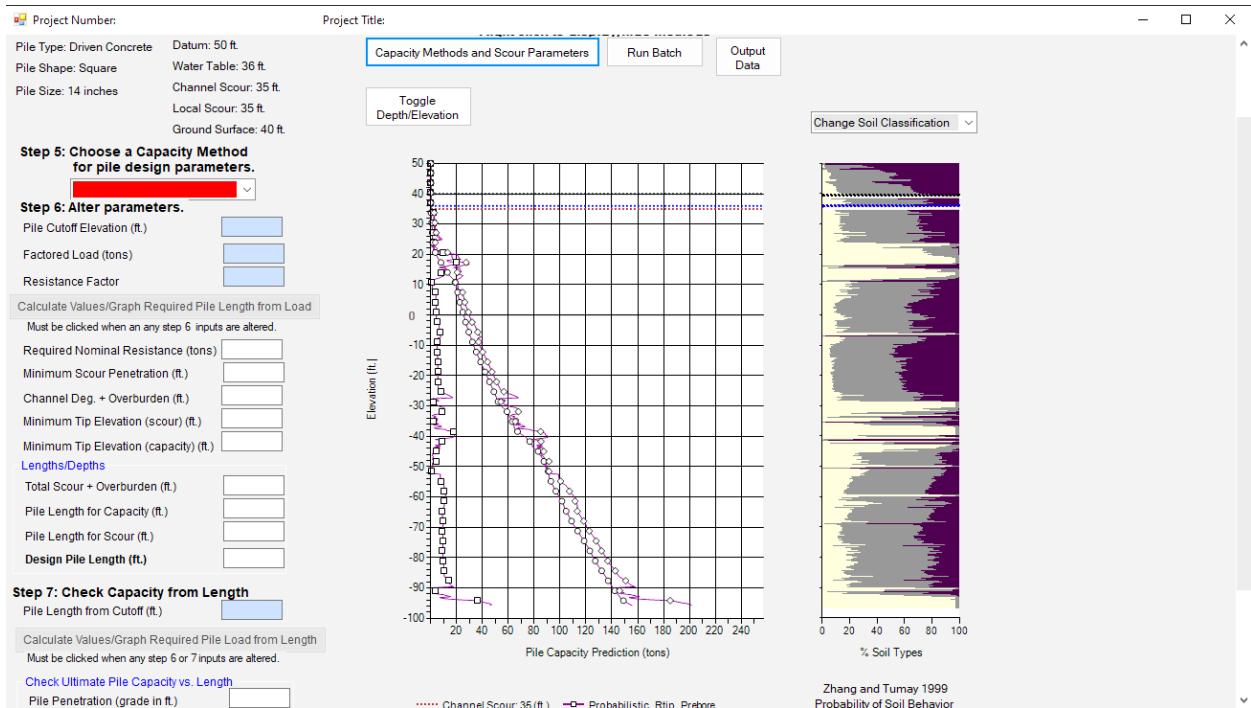 Project Number:
Project Title:
Pile Type: Driven Concrete
Datum: 50 ft.
Pile Shape: Square
Water Table: 36 ft.
Pile Size: 14 inches
Channel Scour: 35 ft.
Local Scour: 35 ft.
Ground Surface: 40 ft.
Capacity Methods and Scour Parameters
Run Batch
Output
Data
Toggle
Depth/Elevation
Change Soil Classification
Step 5: Choose a Capacity Method
for pile design parameters.
Step 6: Alter parameters.
Pile Cutoff Elevation (ft.)
Factored Load (tons)
Resistance Factor
Calculate Values/Graph Required Pile Length from Load
Must be clicked when an any step 6 inputs are altered.
Required Nominal Resistance (tons)
Minimum Scour Penetration (ft.)
Channel Deg. + Overburden (ft.)
Minimum Tip Elevation (scour) (ft.)
Minimum Tip Elevation (capacity) (ft.)
Lengths/Depths
Total Scour + Overburden (ft.)
Pile Length for Capacity (ft.)
Pile Length for Scour (ft.)
Design Pile Length (ft.)
Step 7: Check Capacity from Length
Pile Length from Cutoff (ft.)
Calculate Values/Graph Required Pile Load from Length
Must be clicked when any step 6 or 7 inputs are altered.
Check Ultimate Pile Capacity vs. Length
Pile Penetration (grade in ft.)
50
40
30
20
10
0
-10
-20
-30
-40
-50
-60
-70
-80
-90
-100
Elevation [ft.]
20 40 60 80 100 120 140 160 180 200 220 240
Pile Capacity Prediction (tons)
Channel Scour: 35 (ft.)
Probabilistic, Rtip, Prebore
0 20 40 60 80 100
% Soil Types
Zhang and Tumay 1999
Probability of Soil Behavior